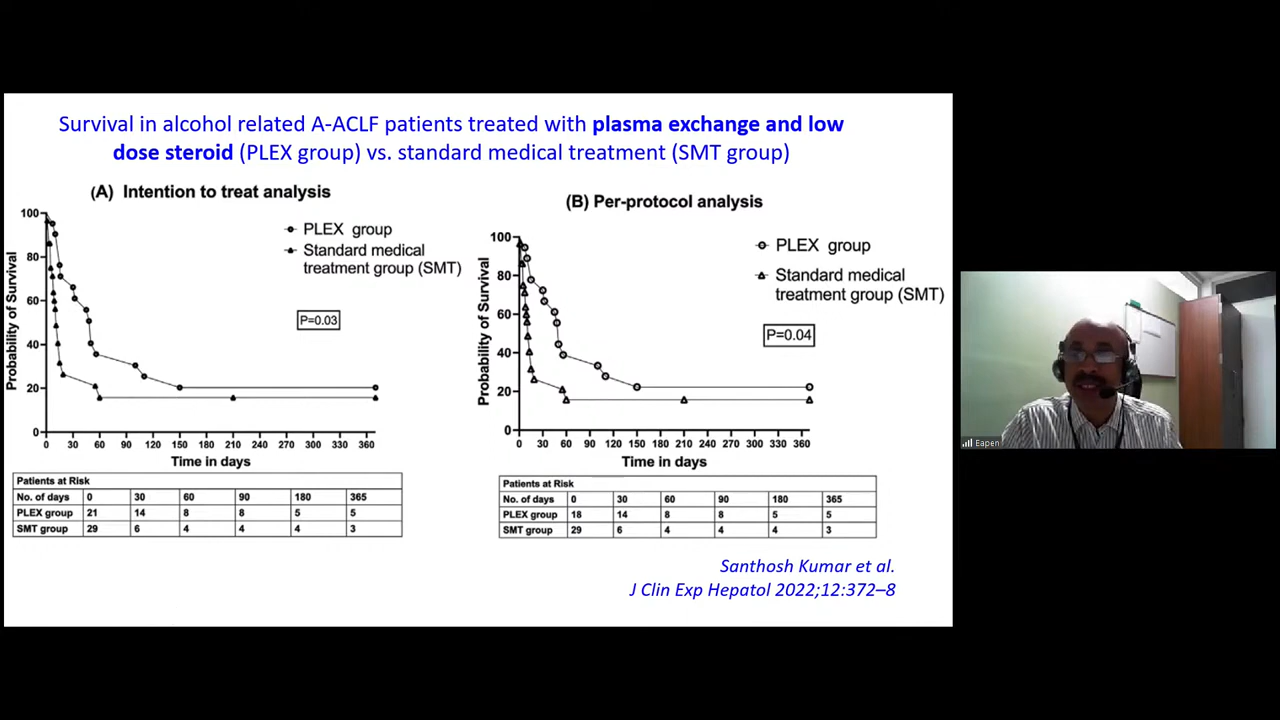 Survival in alcohol related A-ACLF patients treated with plasma exchange and low
dose steroid (PLEX group) vs. standard medical treatment (SMT group)
(A) Intention to treat analysis
100
80
60
40
20
0
Probability of Survival
PLEX group
Standard medical
treatment group (SMT)
P=0.03
0 30 60 90 120 150 180 210 240 270 300 330 360
Time in days
Patients at Risk
No. of days 0 30 60 90 180 365
PLEX group 21 14 8 8 5 5
SMT group 29 6 4 4 4 3
(B) Per-protocol analysis
100
80
60
40
20
0
Probability of Survival
PLEX group
Standard medical
treatment group (SMT)
P=0.04
0 30 60 90 120 150 180 210 240 270 300 330 360
Time in days
Patients at Risk
No. of days 0 30 60 90 180 365
PLEX group 18 14 8 8 5 5
SMT group 29 6 4 4 4 3
Santhosh Kumar et al.
J Clin Exp Hepatol 2022;12:372–8
Eapen